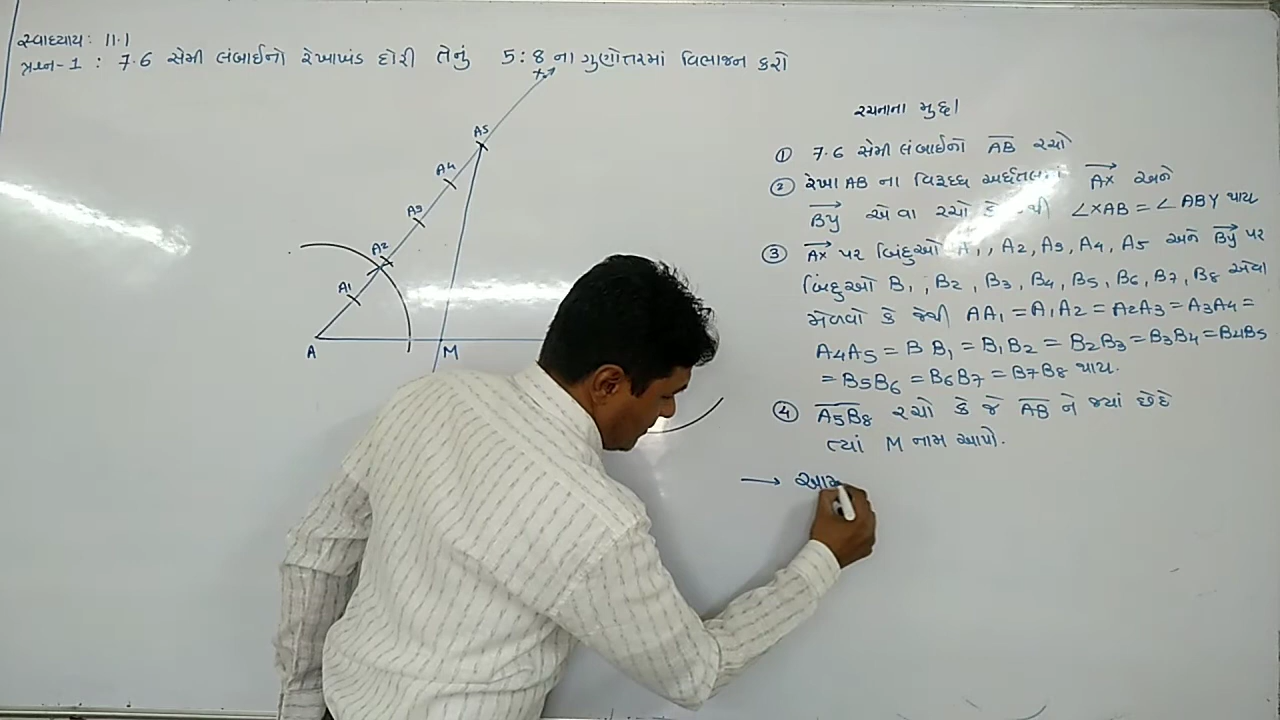 સ્વાધ્યાય: 11.1
પ્રશ્ન-1 : 7.6 સેમી લંબાઈનો રેખાખંડ દોરી તેનું 5:8 ના ગુણોત્તરમાં વિભાજન કરો
રચનાના મુદ્દા
① 7.6 સેમી લંબાઈનો AB રચો
② રેખા AB ના વિરૂધ્ધ AX અને
BY એવા રચો કે ∠XAB = ∠ABY થાય
③ AX પર બિંદુઓ A1, A2, A3, A4, A5 અને BY પર
બિંદુઓ B1, B2, B3, B4, B5, B6, B7, B8 એવા
મેળવો કે જેથી AA1 = A1A2 = A2A3 = A3A4 =
A4A5 = BB1 = B1B2 = B2B3 = B3B4 = B4B5
= B5B6 = B6B7 = B7B8 થાય.
④ A5B8 રચો કે જે AB ને જ્યાં છેદે
ત્યાં M નામ આપો.
→
A5
A4
A3
A2
A1
A
M